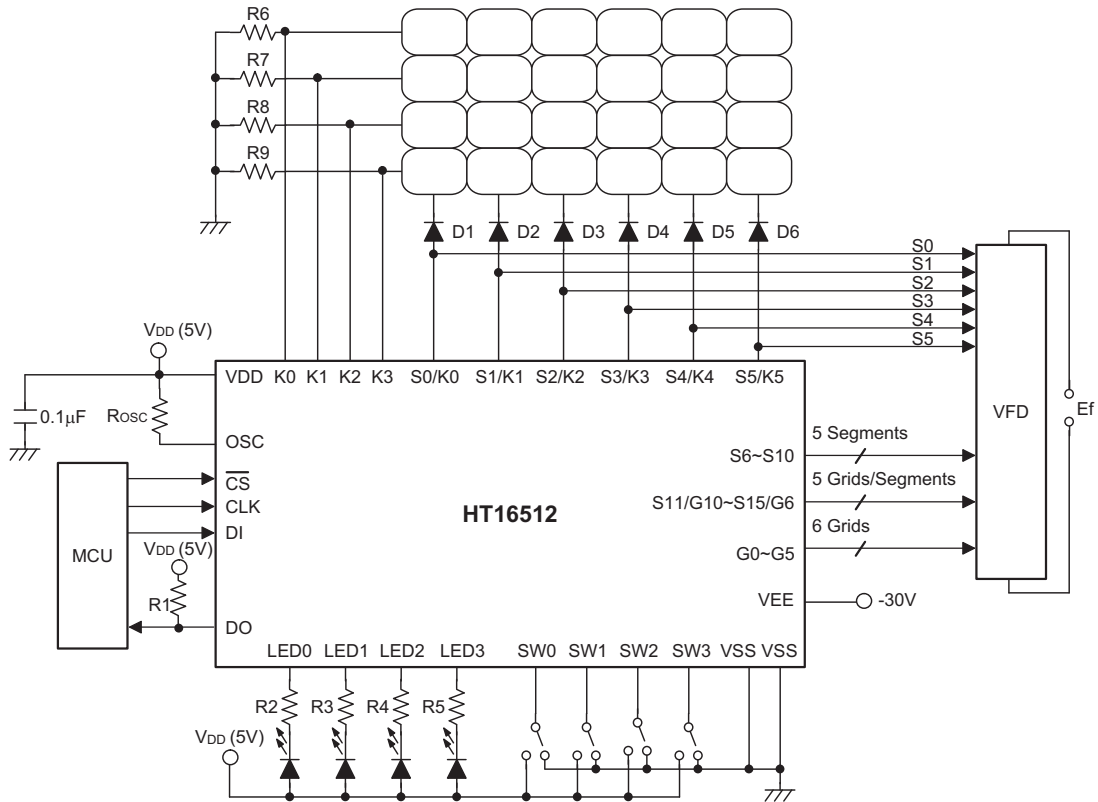 R6
R7
R8
R9
D1 D2 D3 D4 D5 D6
S0
S1
S2
S3
S4
S5
VDD (5V)
0.1μF
ROSC
VDD K0 K1 K2 K3 S0/K0 S1/K1 S2/K2 S3/K3 S4/K4 S5/K5
OSC
CS
CLK
DI
DO
MCU
VDD (5V)
R1
HT16512
S6~S10
5 Segments
S11/G10~S15/G6
5 Grids/Segments
G0~G5
6 Grids
VEE
-30V
VFD
Ef
LED0 LED1 LED2 LED3 SW0 SW1 SW2 SW3 VSS VSS
R2 R3 R4 R5
VDD (5V)